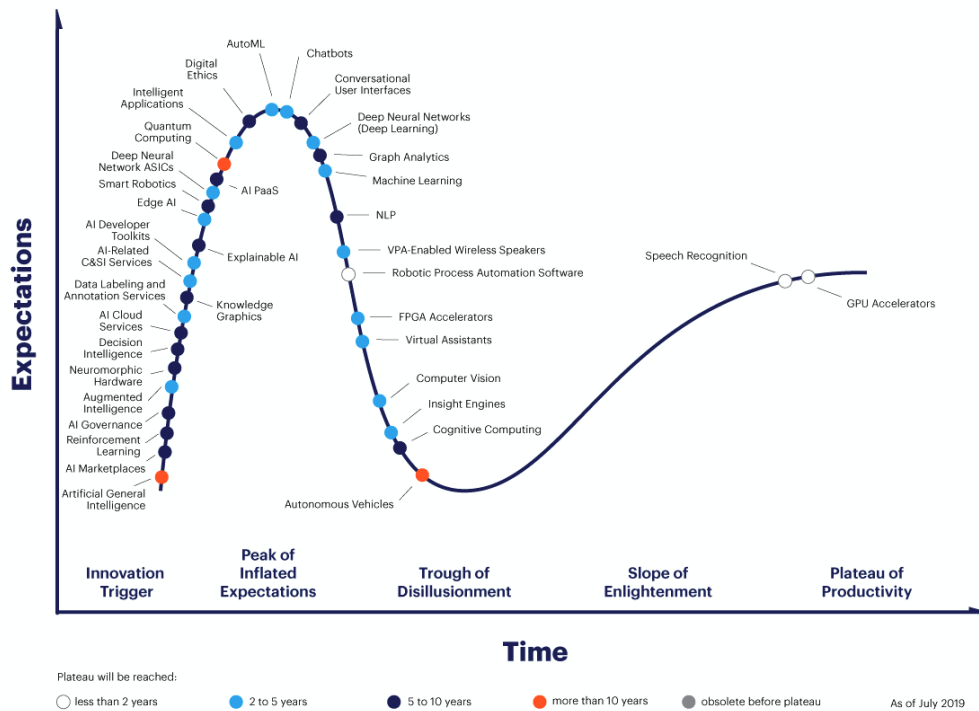 AutoML
Chatbots
Digital
Ethics
Conversational
User Interfaces
Intelligent
Applications
Deep Neural Networks
(Deep Learning)
Quantum
Computing
Graph Analytics
Deep Neural
Network ASICs
Machine Learning
Smart Robotics
AI PaaS
Edge AI
NLP
AI Developer
Toolkits
Explainable AI
VPA-Enabled Wireless Speakers
AI-Related
C&SI Services
Robotic Process Automation Software
Speech Recognition
Data Labeling and
Annotation Services
Knowledge
Graphics
GPU Accelerators
AI Cloud
Services
FPGA Accelerators
Decision
Intelligence
Virtual Assistants
Neuromorphic
Hardware
Computer Vision
Augmented
Intelligence
Insight Engines
AI Governance
Cognitive Computing
Reinforcement
Learning
AI Marketplaces
Artificial General
Intelligence
Autonomous Vehicles
Expectations
Innovation
Trigger
Peak of
Inflated
Expectations
Trough of
Disillusionment
Slope of
Enlightenment
Plateau of
Productivity
Time
Plateau will be reached:
less than 2 years
2 to 5 years
5 to 10 years
more than 10 years
obsolete before plateau
As of July 2019